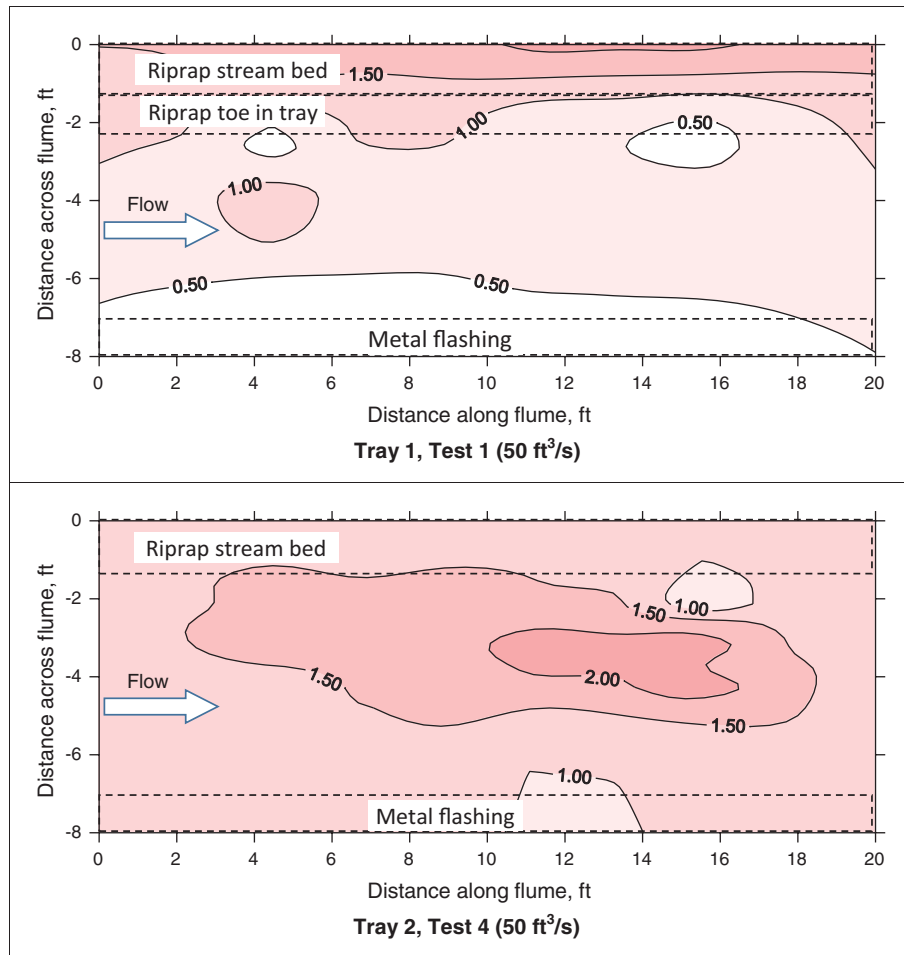 0
Riprap stream bed
1.50
Riprap toe in tray
1.00
0.50
-2
1.00
-4
Flow
-6
0.50
0.50
Metal flashing
-8
Distance across flume, ft
0 2 4 6 8 10 12 14 16 18 20
Distance along flume, ft
Tray 1, Test 1 (50 ft³/s)
0
Riprap stream bed
-2
1.00
1.50
-4
2.00
1.50
Flow
1.50
-6
1.00
Metal flashing
-8
Distance across flume, ft
0 2 4 6 8 10 12 14 16 18 20
Distance along flume, ft
Tray 2, Test 4 (50 ft³/s)